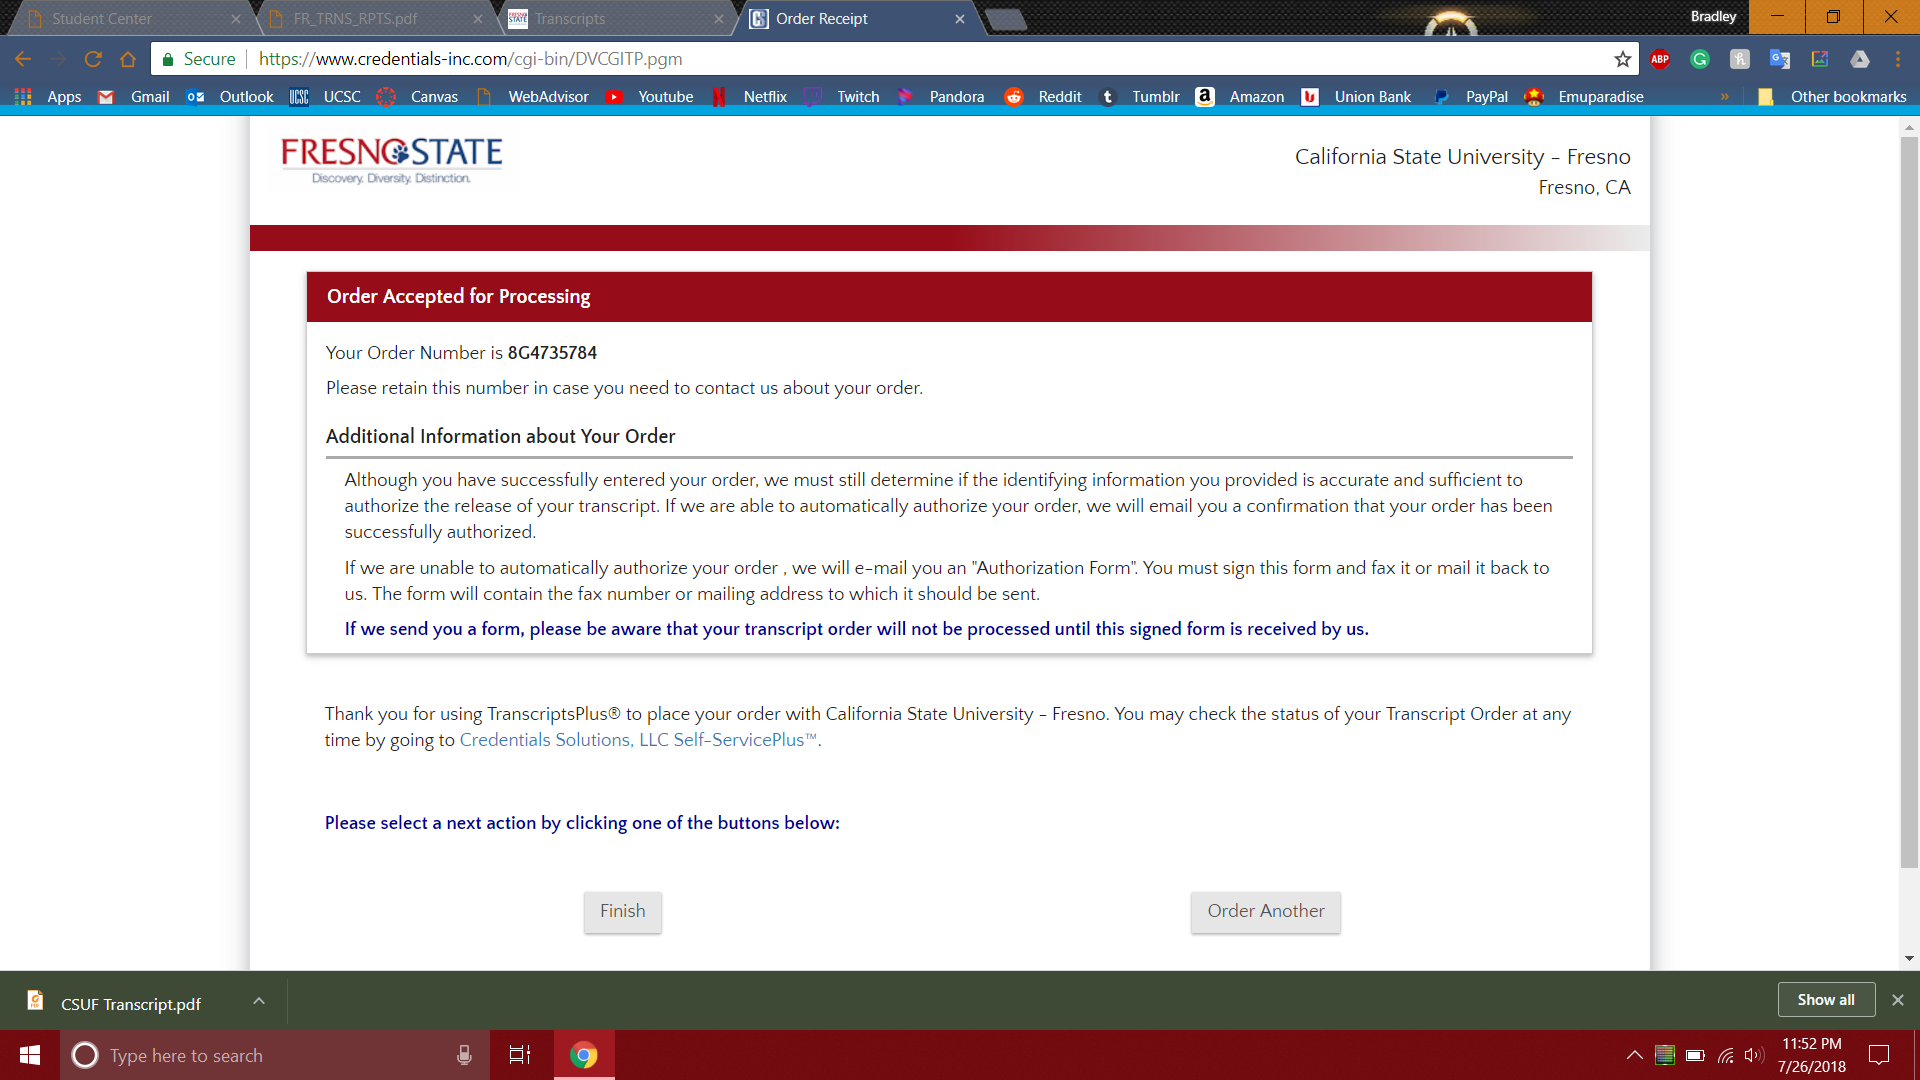 Student Center
FR_TRNS_RPTS.pdf
Transcripts
Order Receipt
Bradley
Secure
https://www.credentials-inc.com/cgi-bin/DVCGITP.pgm
ABP
Apps
Gmail
Outlook
UCSC
Canvas
WebAdvisor
Youtube
Netflix
Twitch
Pandora
Reddit
Tumblr
Amazon
Union Bank
PayPal
Emuparadise
»
Other bookmarks
FRESNO STATE
Discovery. Diversity. Distinction.
California State University - Fresno
Fresno, CA
Order Accepted for Processing
Your Order Number is 8G4735784
Please retain this number in case you need to contact us about your order.
Additional Information about Your Order
Although you have successfully entered your order, we must still determine if the identifying information you provided is accurate and sufficient to
authorize the release of your transcript. If we are able to automatically authorize your order, we will email you a confirmation that your order has been
successfully authorized.
If we are unable to automatically authorize your order , we will e-mail you an "Authorization Form". You must sign this form and fax it or mail it back to
us. The form will contain the fax number or mailing address to which it should be sent.
If we send you a form, please be aware that your transcript order will not be processed until this signed form is received by us.
Thank you for using TranscriptsPlus® to place your order with California State University - Fresno. You may check the status of your Transcript Order at any
time by going to Credentials Solutions, LLC Self-ServicePlus™.
Please select a next action by clicking one of the buttons below:
Finish
Order Another
CSUF Transcript.pdf
Show all
Type here to search
11:52 PM
7/26/2018